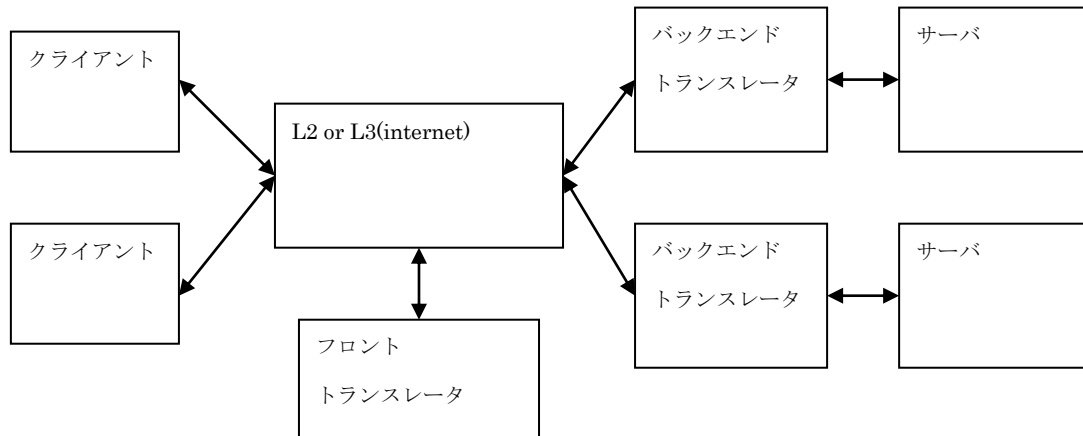 クライアント
クライアント
L2 or L3(internet)
フロント
トランスレータ
バックエンド
トランスレータ
サーバ
バックエンド
トランスレータ
サーバ